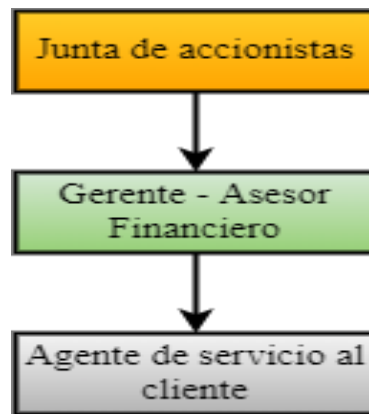 Junta de accionistas
Gerente - Asesor
Financiero
Agente de servicio al
cliente